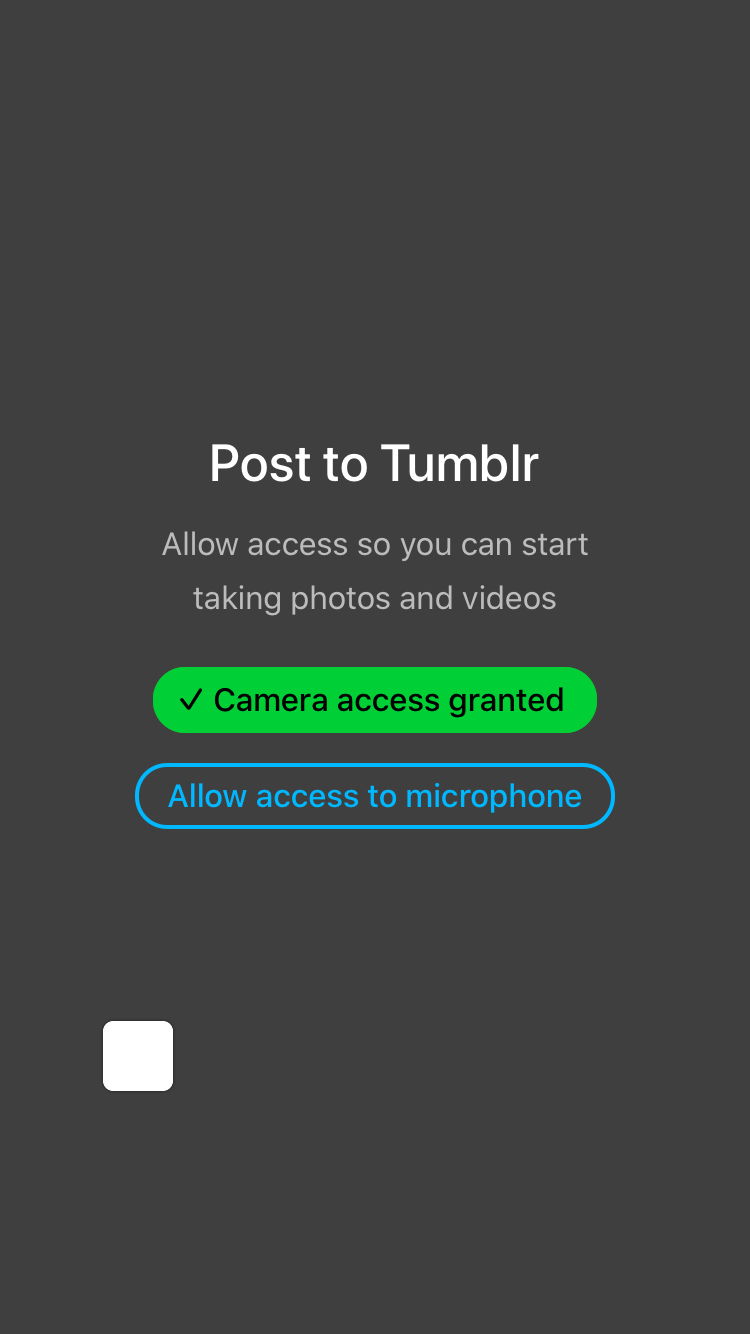 Post to Tumblr
Allow access so you can start
taking photos and videos
✓ Camera access granted
Allow access to microphone